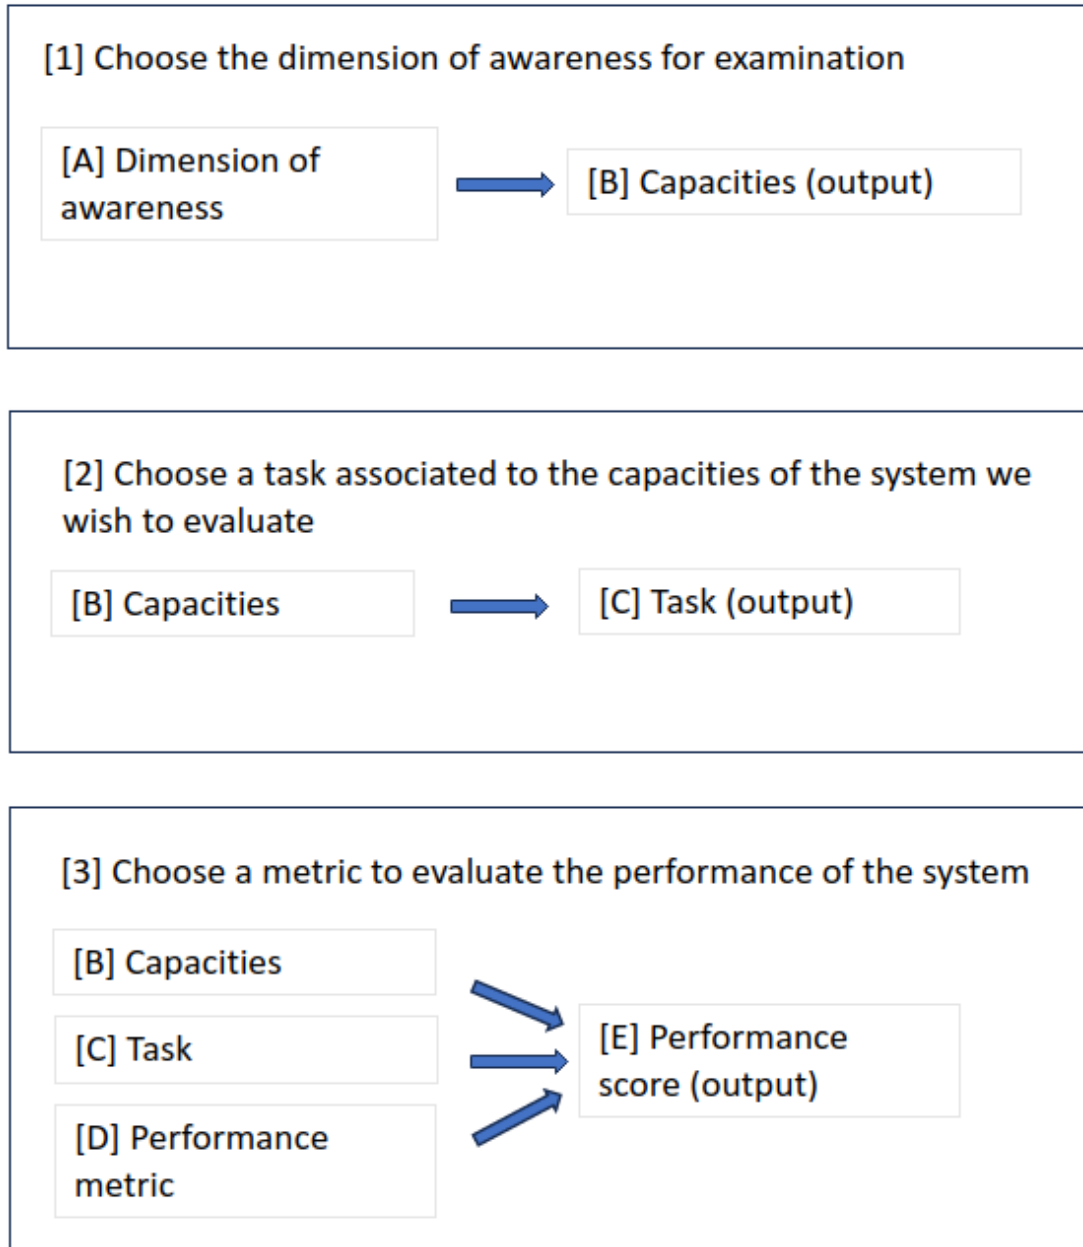 [1] Choose the dimension of awareness for examination
[A] Dimension of
awareness
[B] Capacities (output)
[2] Choose a task associated to the capacities of the system we
wish to evaluate
[B] Capacities
[C] Task (output)
[3] Choose a metric to evaluate the performance of the system
[B] Capacities
[C] Task
[D] Performance
metric
[E] Performance
score (output)